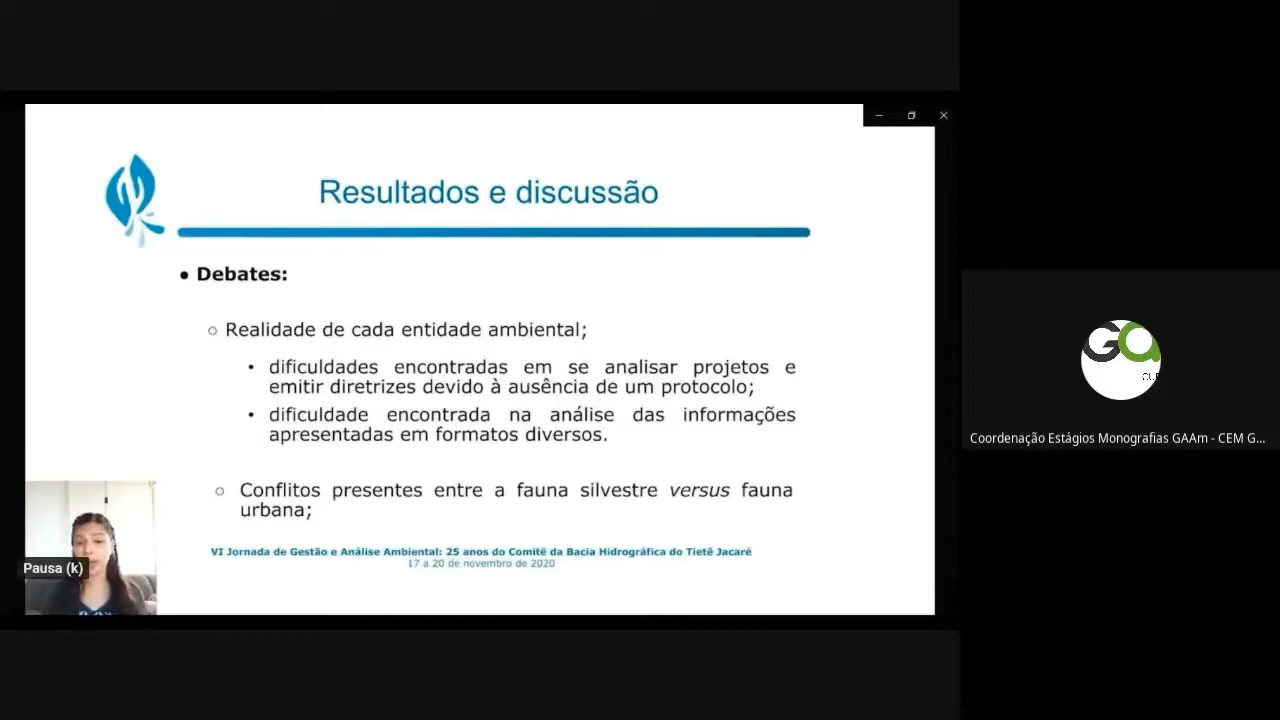 Resultados e discussão
• Debates:
○ Realidade de cada entidade ambiental;
• dificuldades encontradas em se analisar projetos e
emitir diretrizes devido à ausência de um protocolo;
• dificuldade encontrada na análise das informações
apresentadas em formatos diversos.
○ Conflitos presentes entre a fauna silvestre versus fauna
urbana;
VI Jornada de Gestão e Análise Ambiental: 25 anos do Comitê da Bacia Hidrográfica do Tietê Jacaré
17 a 20 de novembro de 2020
Pausa (k)
Coordenação Estágios Monografias GAAm - CEM G...